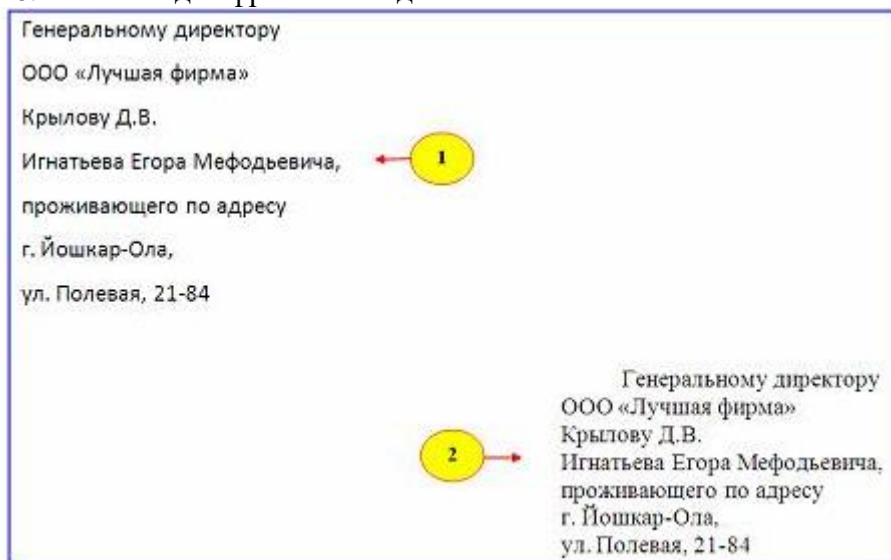 Генеральному директору
ООО «Лучшая фирма»
Крылову Д.В.
Игнатьева Егора Мефодьевича,
1
проживающего по адресу
г. Йошкар-Ола,
ул. Полевая, 21-84
Генеральному директору
ООО «Лучшая фирма»
Крылову Д.В.
2
Игнатьева Егора Мефодьевича,
проживающего по адресу
г. Йошкар-Ола,
ул. Полевая, 21-84